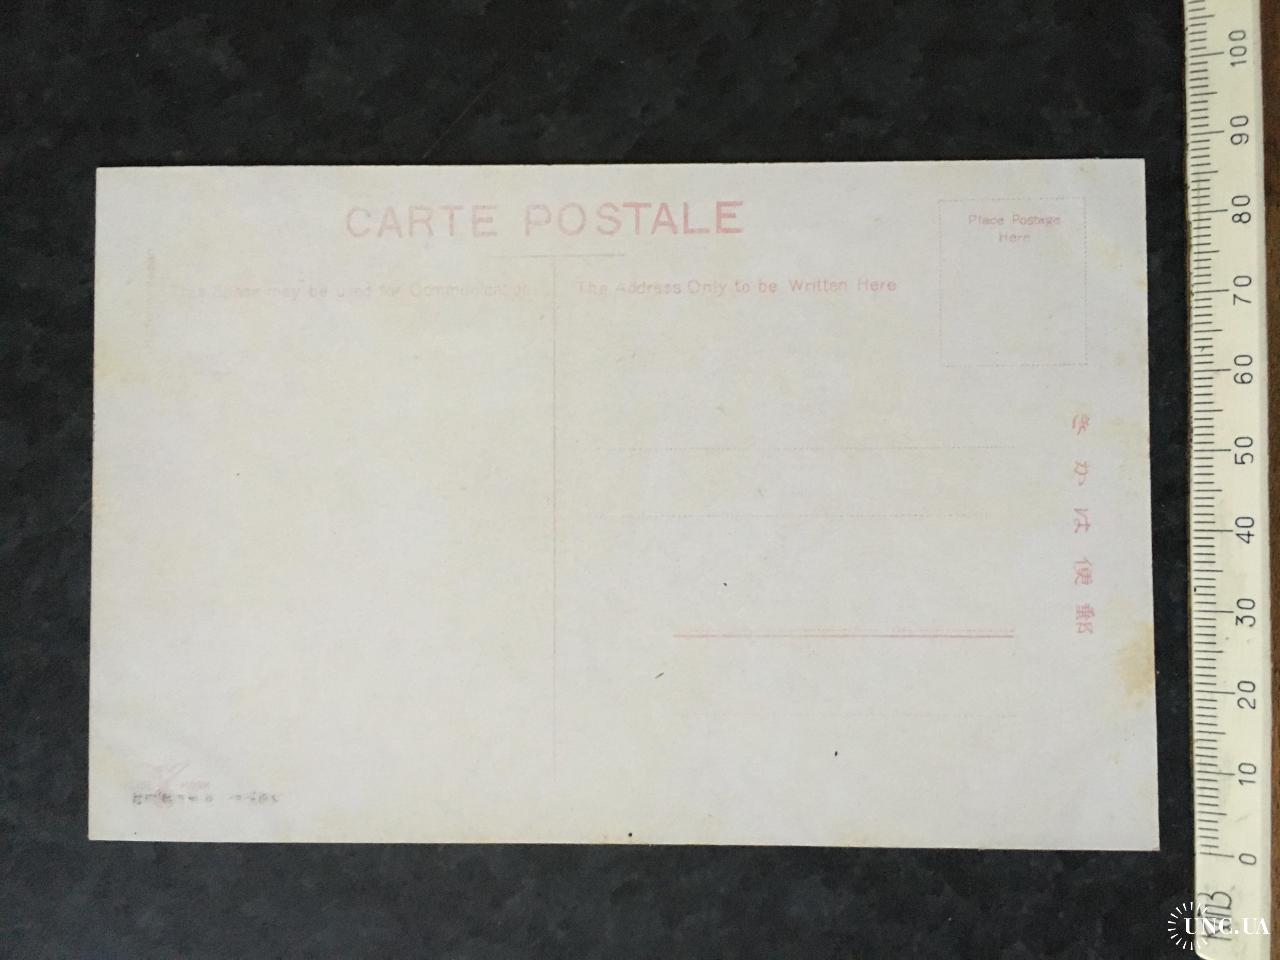 CARTE POSTALE
Place Postage
Here
This Space may be used for Communication
The Address Only to be Written Here
きかは便郵
100
90
80
70
60
50
40
30
20
10
0
UNC.UA